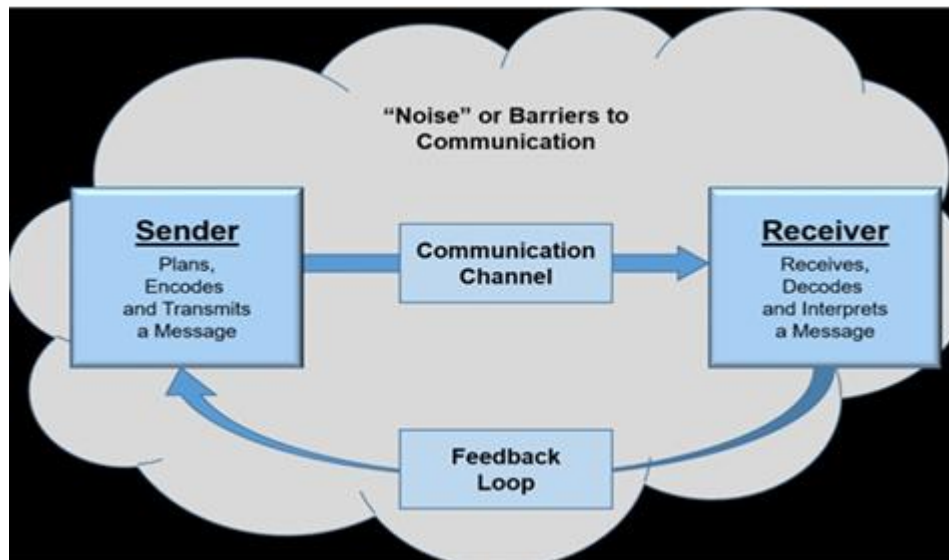 “Noise” or Barriers to
Communication
Sender
Plans,
Encodes
and Transmits
a Message
Communication
Channel
Receiver
Receives,
Decodes
and Interprets
a Message
Feedback
Loop